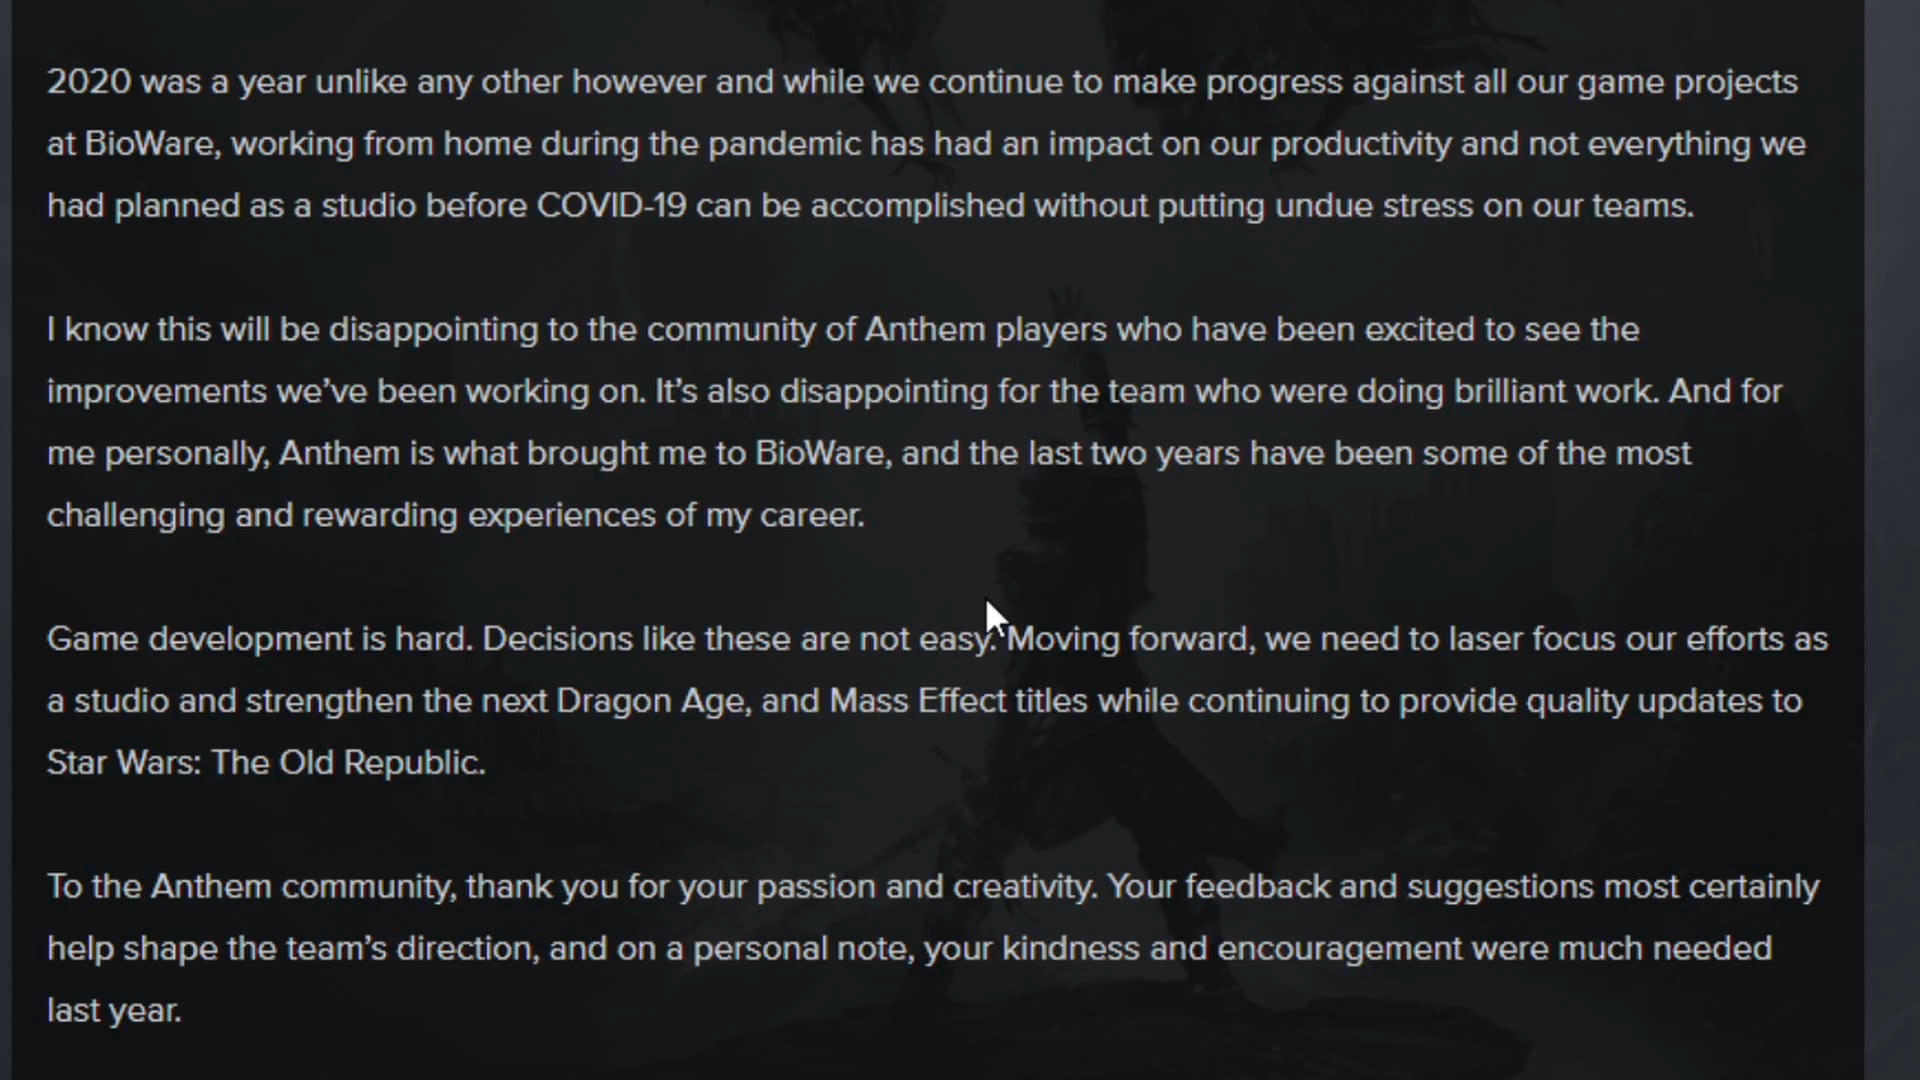 2020 was a year unlike any other however and while we continue to make progress against all our game projects
at BioWare, working from home during the pandemic has had an impact on our productivity and not everything we
had planned as a studio before COVID-19 can be accomplished without putting undue stress on our teams.
I know this will be disappointing to the community of Anthem players who have been excited to see the
improvements we’ve been working on. It’s also disappointing for the team who were doing brilliant work. And for
me personally, Anthem is what brought me to BioWare, and the last two years have been some of the most
challenging and rewarding experiences of my career.
Game development is hard. Decisions like these are not easy. Moving forward, we need to laser focus our efforts as
a studio and strengthen the next Dragon Age, and Mass Effect titles while continuing to provide quality updates to
Star Wars: The Old Republic.
To the Anthem community, thank you for your passion and creativity. Your feedback and suggestions most certainly
help shape the team’s direction, and on a personal note, your kindness and encouragement were much needed
last year.